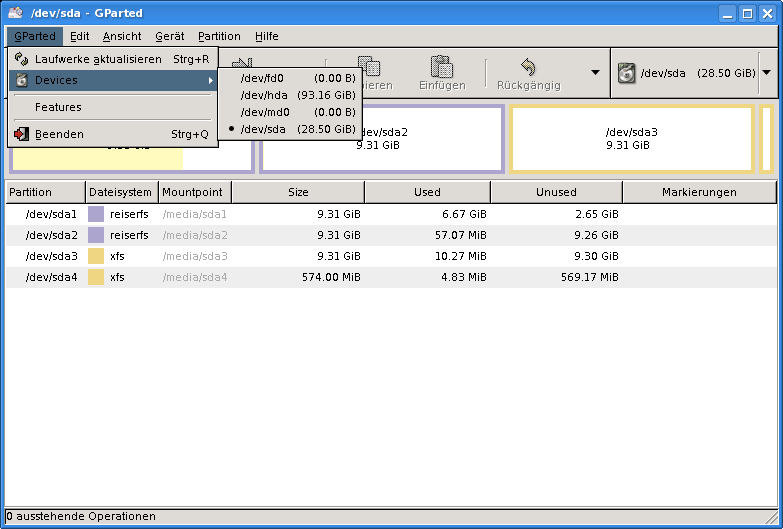 /dev/sda - GParted
GParted Edit Ansicht Gerät Partition Hilfe
Laufwerke aktualisieren Strg+R
Devices
Features
Beenden Strg+Q
/dev/fd0 (0.00 B)
/dev/hda (93.16 GiB)
/dev/md0 (0.00 B)
/dev/sda (28.50 GiB)
Einfügen Rückgängig /dev/sda (28.50 GiB)
/dev/sda3
9.31 GiB 9.31 GiB
Partition Dateisystem Mountpoint Size Used Unused Markierungen
/dev/sda1 reiserfs /media/sda1 9.31 GiB 6.67 GiB 2.65 GiB
/dev/sda2 reiserfs /media/sda2 9.31 GiB 57.07 MiB 9.26 GiB
/dev/sda3 xfs /media/sda3 9.31 GiB 10.27 MiB 9.30 GiB
/dev/sda4 xfs /media/sda4 574.00 MiB 4.83 MiB 569.17 MiB
0 ausstehende Operationen